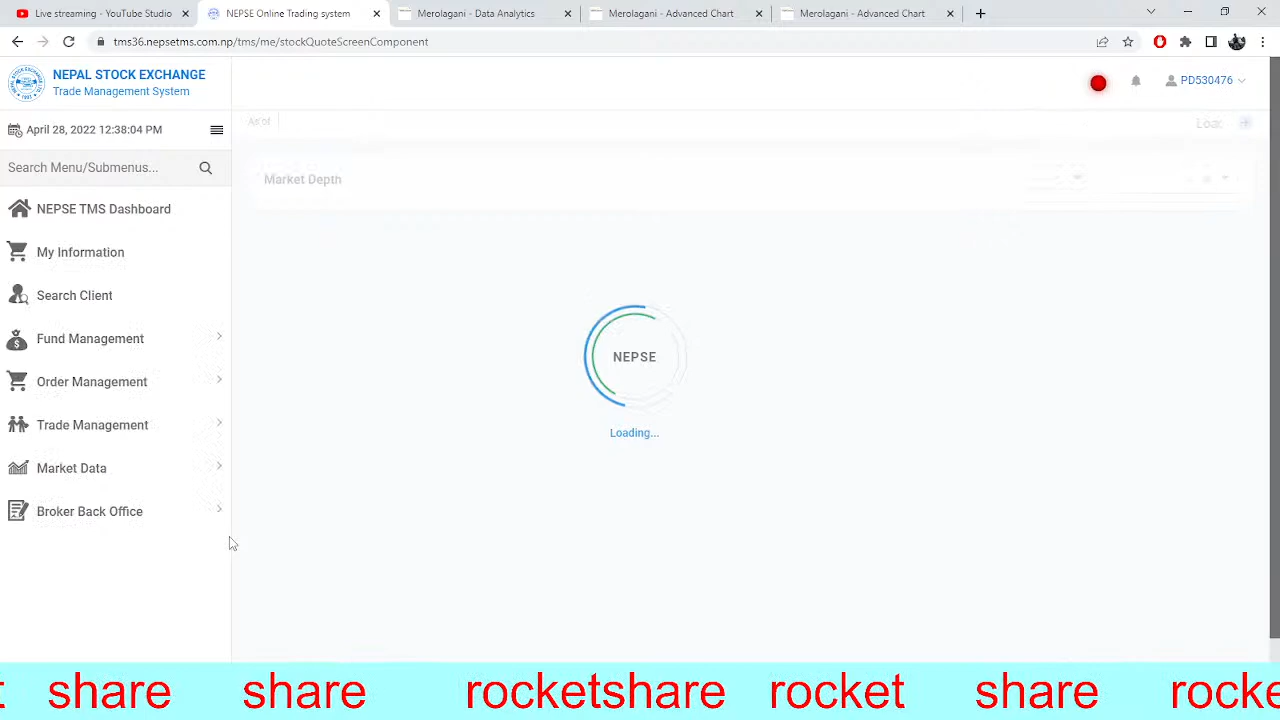 YouTube live streaming - YouTube Studio
NEPSE Online Trading system
Merolagani - Data Analytics
Merolagani - Advanced Chart
Merolagani - Advanced Chart
tms36.nepsetms.com.np/tms/me/stockQuoteScreenComponent
NEPAL STOCK EXCHANGE
Trade Management System
PD530476
April 28, 2022 12:38:04 PM
As of
Search Menu/Submenus...
Market Depth
NEPSE TMS Dashboard
My Information
Search Client
Fund Management
Order Management
Trade Management
Market Data
Broker Back Office
NEPSE
Loading...
share share rocketshare rocket share